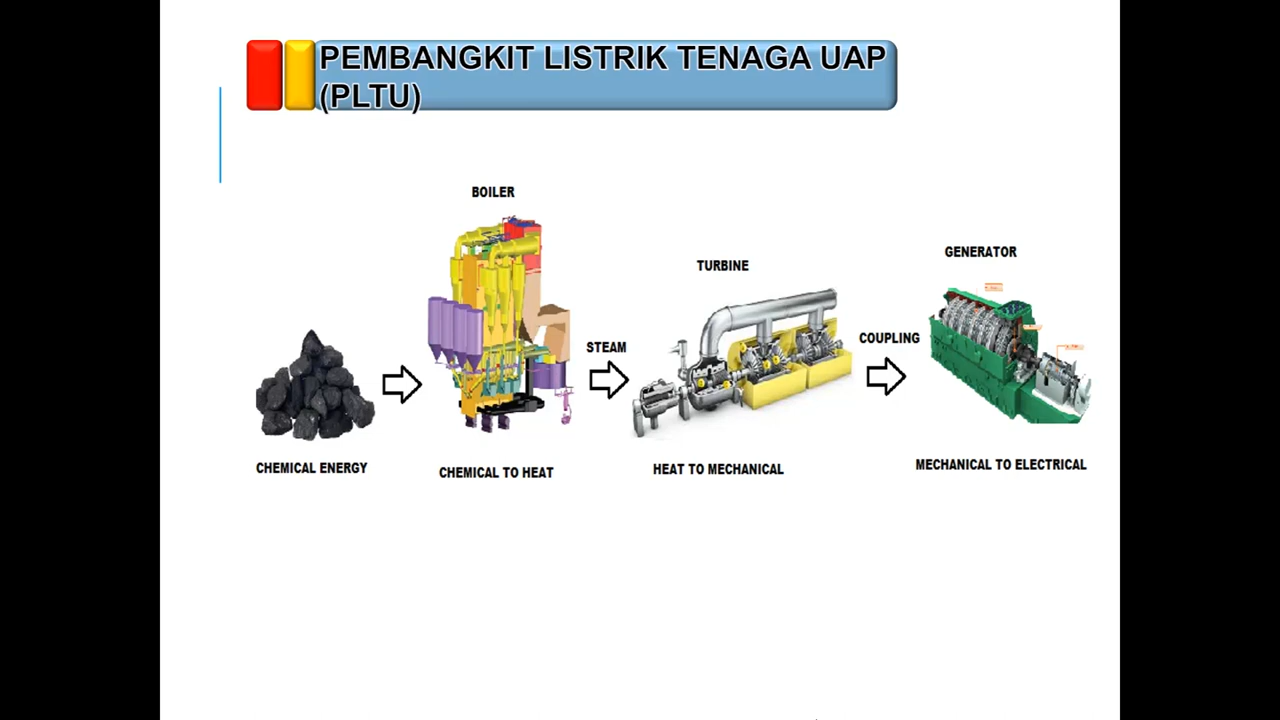 PEMBANGKIT LISTRIK TENAGA UAP
(PLTU)
BOILER
TURBINE
GENERATOR
STEAM
COUPLING
CHEMICAL ENERGY
CHEMICAL TO HEAT
HEAT TO MECHANICAL
MECHANICAL TO ELECTRICAL